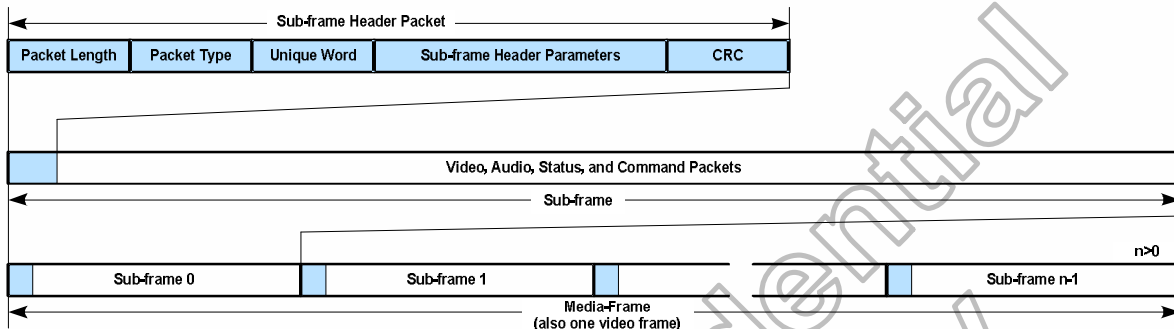 Sub-frame Header Packet
Packet Length Packet Type Unique Word Sub-frame Header Parameters CRC
Video, Audio, Status, and Command Packets
Sub-frame
n>0
Sub-frame 0 Sub-frame 1 Sub-frame n-1
Media-Frame
(also one video frame)
dential